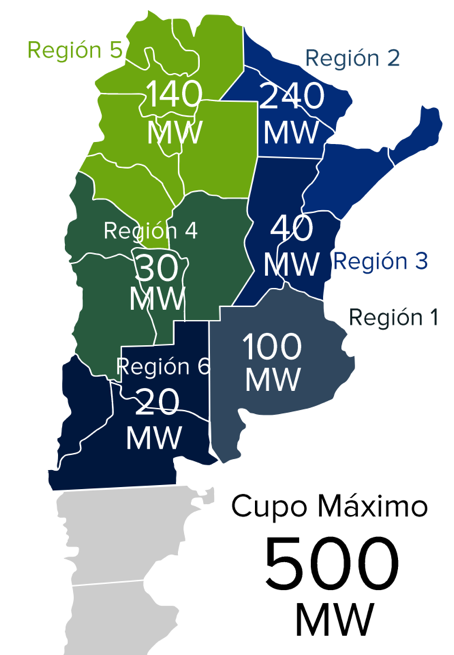 Región 5
Región 2
140
MW
240
MW
Región 4
40
MW
Región 3
30
MW
Región 1
100
MW
Región 6
20
MW
Cupo Máximo
500
MW